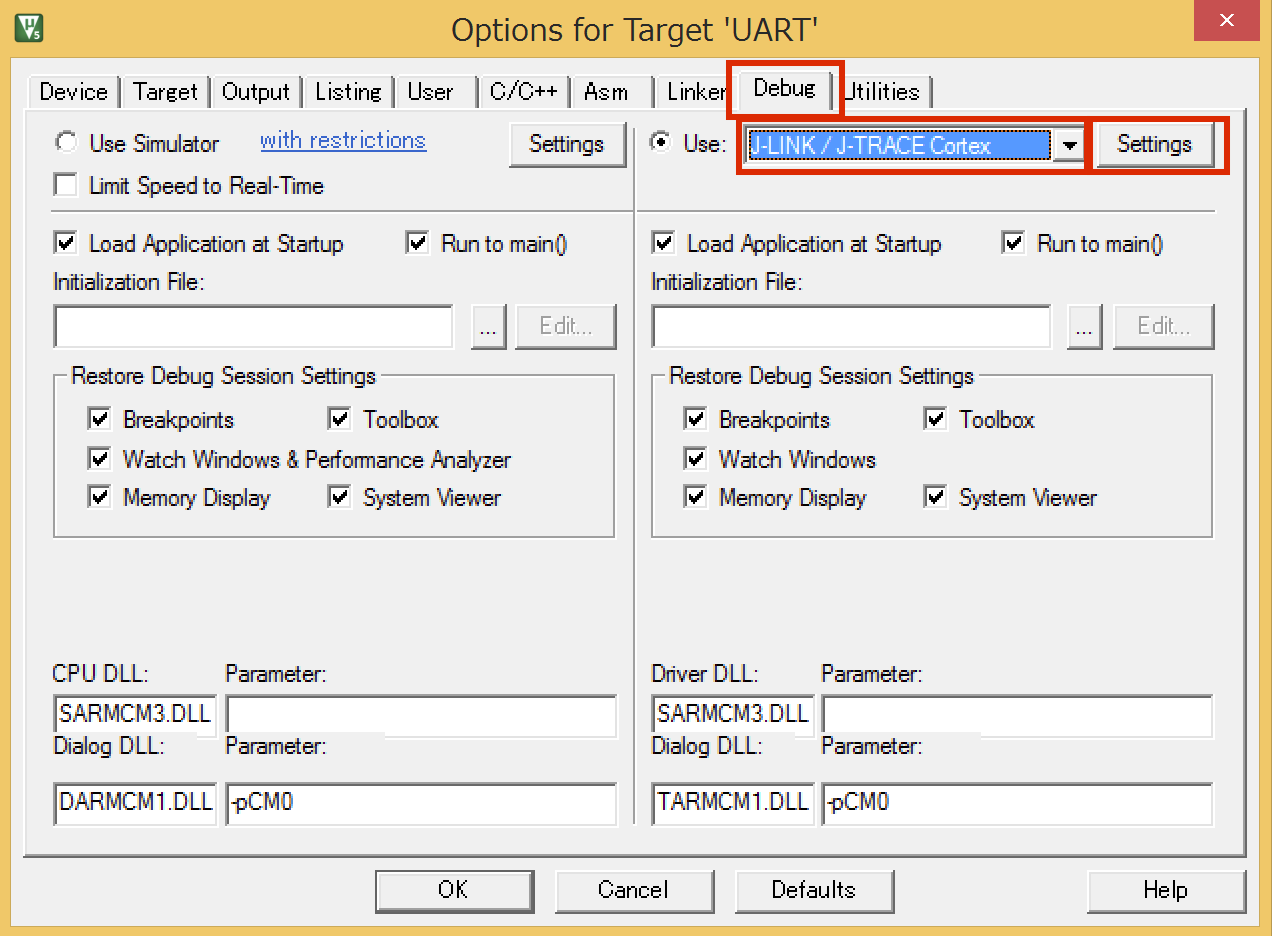 Options for Target 'UART'
Device Target Output Listing User C/C++ Asm Linker Debug Utilities
Use Simulator with restrictions Settings Use: J-LINK / J-TRACE Cortex Settings
Limit Speed to Real-Time
Load Application at Startup Run to main() Load Application at Startup Run to main()
Initialization File: Initialization File:
... Edit... ... Edit...
Restore Debug Session Settings Restore Debug Session Settings
Breakpoints Toolbox Breakpoints Toolbox
Watch Windows & Performance Analyzer Watch Windows
Memory Display System Viewer Memory Display System Viewer
CPU DLL: Parameter: Driver DLL: Parameter:
SARMCM3.DLL SARMCM3.DLL
Dialog DLL: Parameter: Dialog DLL: Parameter:
DARMCM1.DLL -pCM0 TARMCM1.DLL -pCM0
OK Cancel Defaults Help